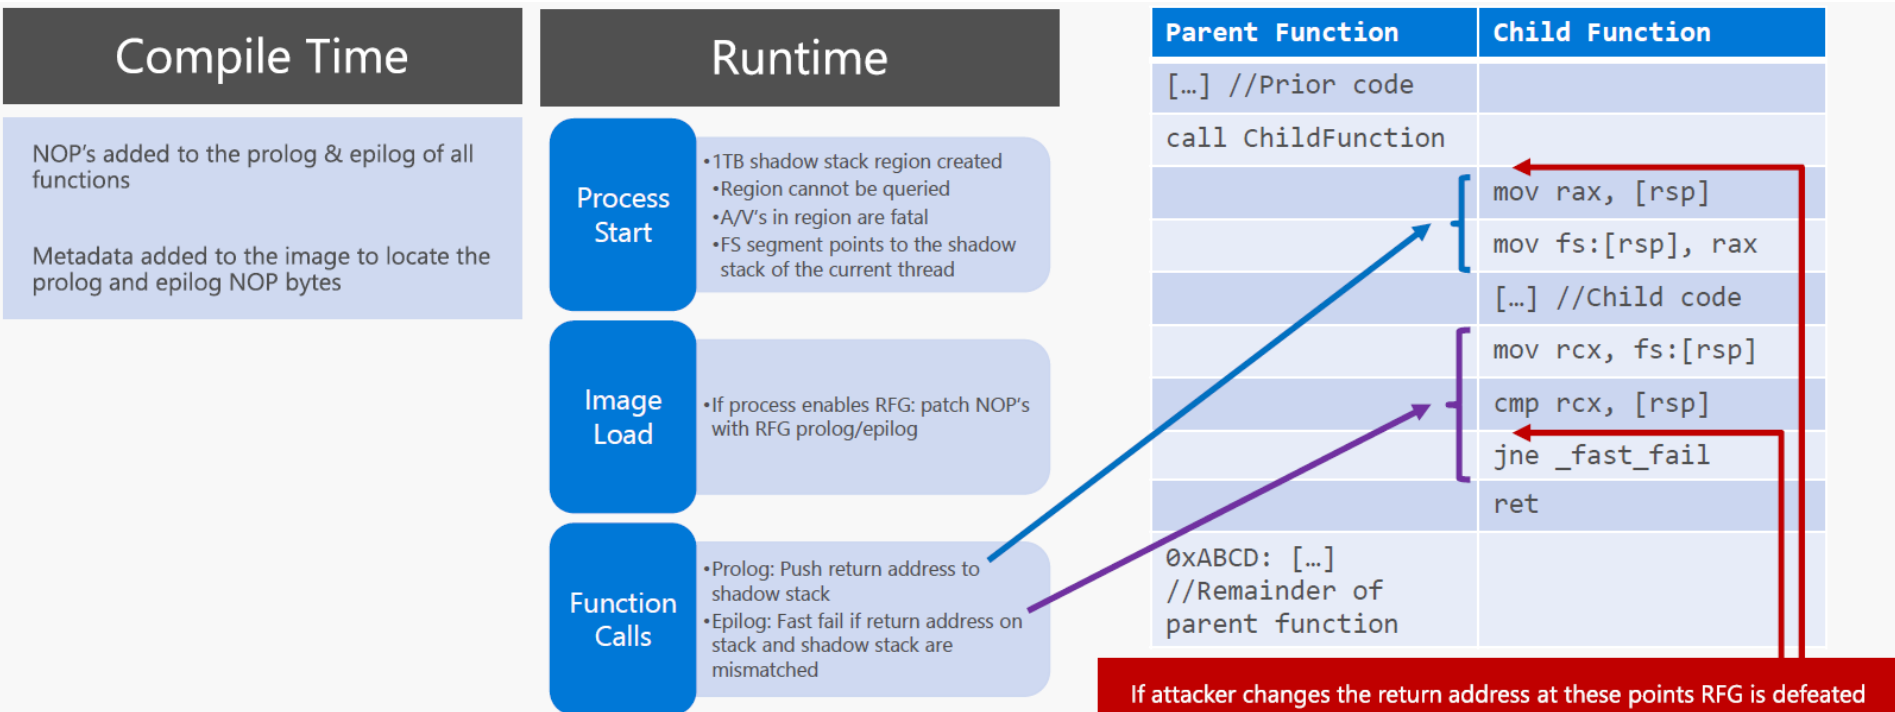 Compile Time
NOP's added to the prolog & epilog of all
functions
Metadata added to the image to locate the
prolog and epilog NOP bytes
Runtime
Process
Start
•1TB shadow stack region created
•Region cannot be queried
•A/V's in region are fatal
•FS segment points to the shadow
stack of the current thread
Image
Load
•If process enables RFG: patch NOP's
with RFG prolog/epilog
Function
Calls
•Prolog: Push return address to
shadow stack
•Epilog: Fast fail if return address on
stack and shadow stack are
mismatched
Parent Function
Child Function
[…] //Prior code
call ChildFunction
mov rax, [rsp]
mov fs:[rsp], rax
[…] //Child code
mov rcx, fs:[rsp]
cmp rcx, [rsp]
jne _fast_fail
ret
0xABCD: […]
//Remainder of
parent function
If attacker changes the return address at these points RFG is defeated